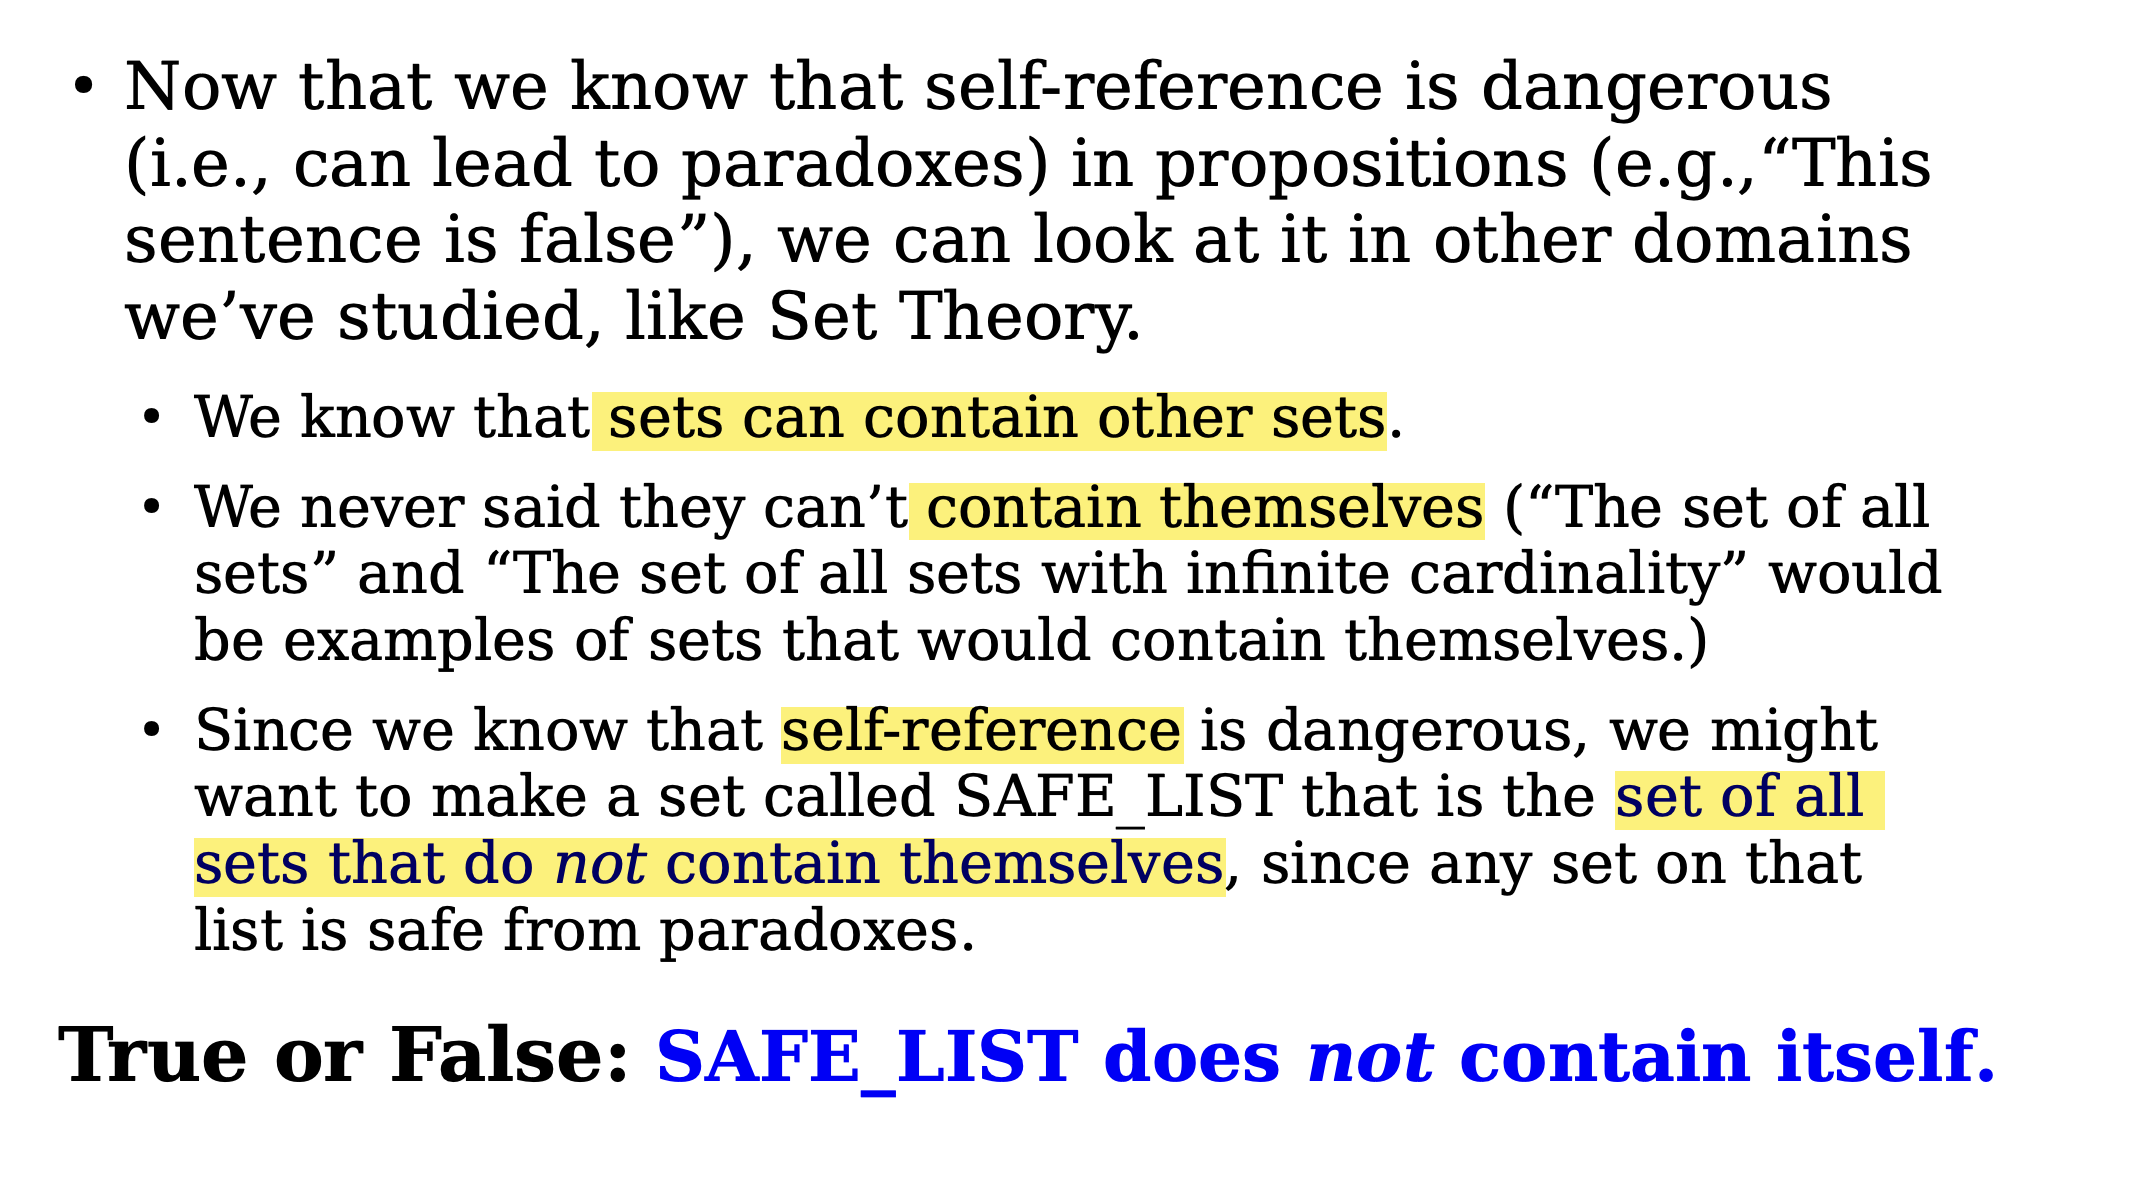 • Now that we know that self-reference is dangerous
(i.e., can lead to paradoxes) in propositions (e.g.,“This
sentence is false”), we can look at it in other domains
we’ve studied, like Set Theory.
• We know that sets can contain other sets.
• We never said they can’t contain themselves (“The set of all
sets” and “The set of all sets with infinite cardinality” would
be examples of sets that would contain themselves.)
• Since we know that self-reference is dangerous, we might
want to make a set called SAFE_LIST that is the set of all
sets that do not contain themselves, since any set on that
list is safe from paradoxes.
True or False: SAFE_LIST does not contain itself.